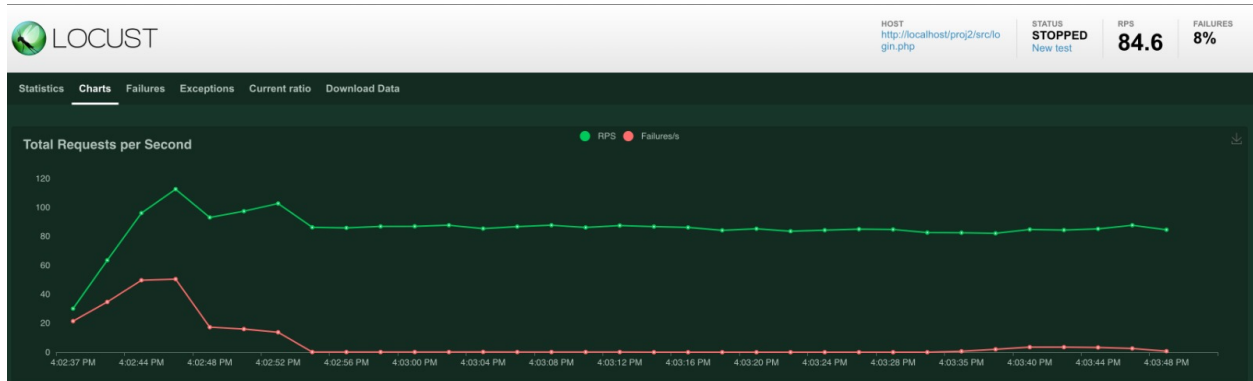 LOCUST
HOST
http://localhost/proj2/src/lo
gin.php
STATUS
STOPPED
New test
RPS
84.6
FAILURES
8%
Statistics Charts Failures Exceptions Current ratio Download Data
Total Requests per Second
RPS Failures/s
120
100
80
60
40
20
0
4:02:37 PM 4:02:44 PM 4:02:48 PM 4:02:52 PM 4:02:56 PM 4:03:00 PM 4:03:04 PM 4:03:08 PM 4:03:12 PM 4:03:16 PM 4:03:20 PM 4:03:24 PM 4:03:28 PM 4:03:35 PM 4:03:40 PM 4:03:44 PM 4:03:48 PM